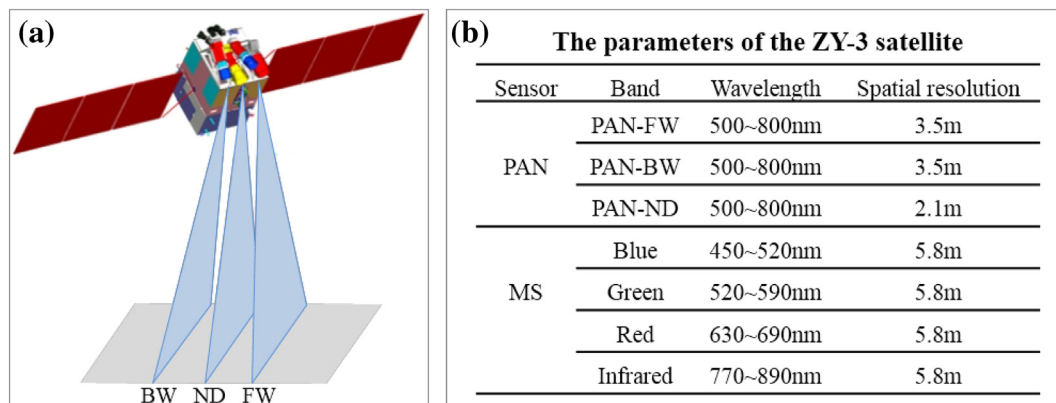 (a)
BW ND FW
(b)
The parameters of the ZY-3 satellite
Sensor Band Wavelength Spatial resolution
PAN-FW 500~800nm 3.5m
PAN PAN-BW 500~800nm 3.5m
PAN-ND 500~800nm 2.1m
Blue 450~520nm 5.8m
MS Green 520~590nm 5.8m
Red 630~690nm 5.8m
Infrared 770~890nm 5.8m